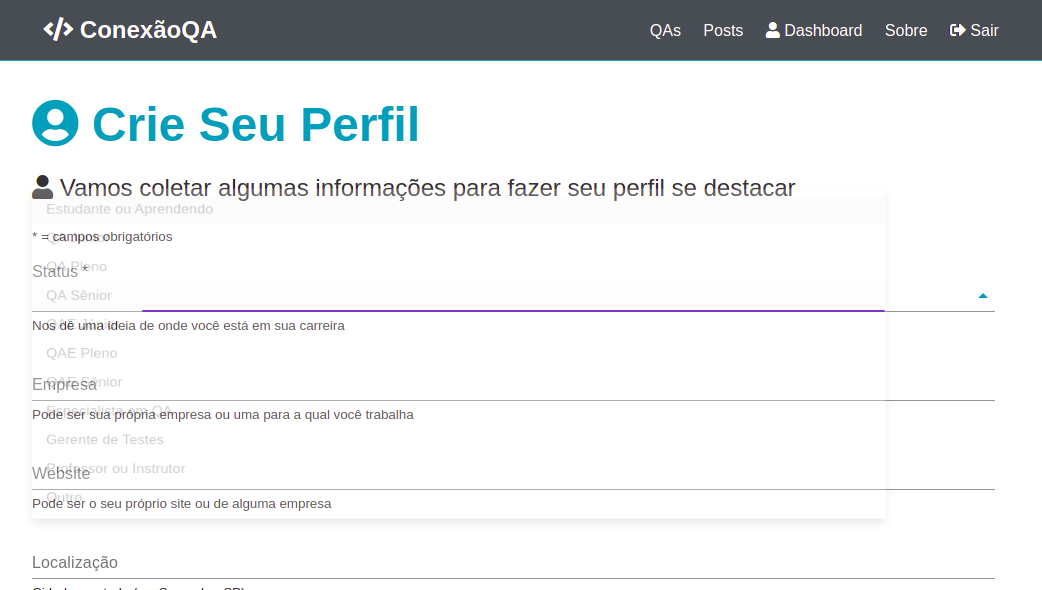 ConexãoQA
QAs Posts Dashboard Sobre Sair
Crie Seu Perfil
Vamos coletar algumas informações para fazer seu perfil se destacar
Estudante ou Aprendendo
* = campos obrigatórios
QA Júnior
QA Pleno
Status *
QA Sênior
QAE Júnior
Nos dê uma ideia de onde você está em sua carreira
QAE Pleno
QAE Sênior
Empresa
Especialista em QA
Pode ser sua própria empresa ou uma para a qual você trabalha
Gerente de Testes
Professor ou Instrutor
Website
Outro
Pode ser o seu próprio site ou de alguma empresa
Localização